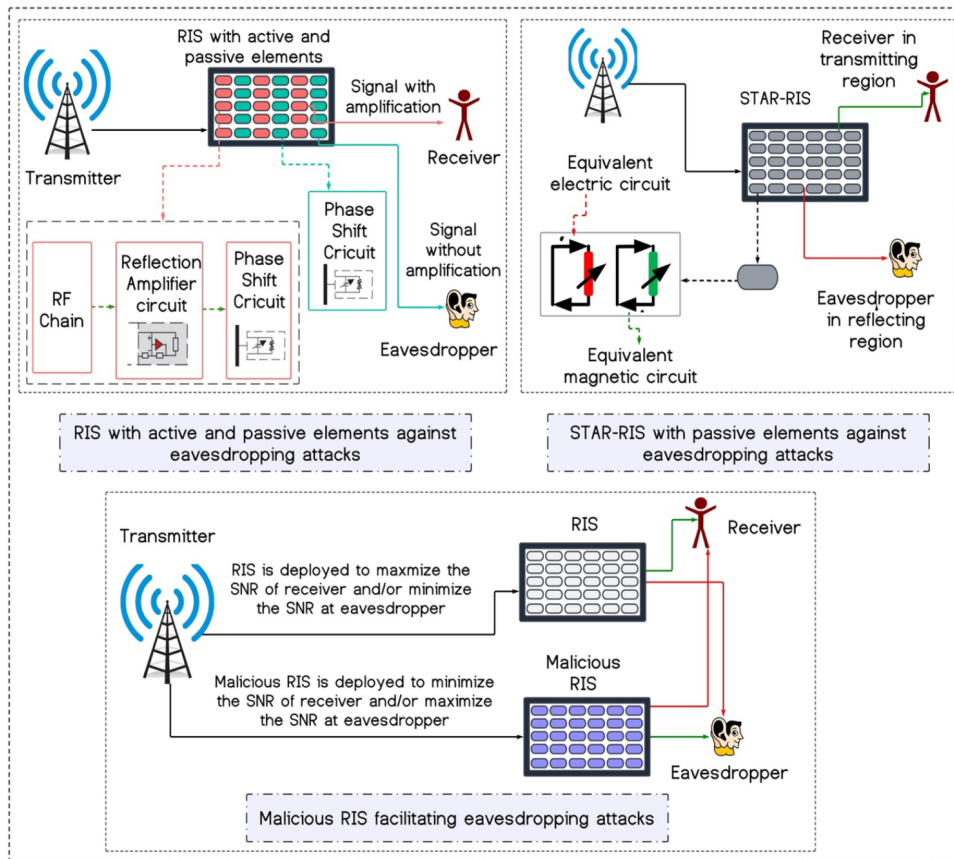 RIS with active and
passive elements
Signal with
amplification
Transmitter
Receiver
Phase
Shift
Cricuit
Signal
without
amplification
RF
Chain
Reflection
Amplifier
circuit
Phase
Shift
Cricuit
Eavesdropper
RIS with active and passive elements against
eavesdropping attacks
Receiver in
transmitting
region
STAR-RIS
Equivalent
electric circuit
Equivalent
magnetic circuit
Eavesdropper
in reflecting
region
STAR-RIS with passive elements against
eavesdropping attacks
Transmitter
RIS
Receiver
RIS is deployed to maxmize the
SNR of receiver and/or minimize
the SNR at eavesdropper
Malicious
RIS
Malicious RIS is deployed to minimize
the SNR of receiver and/or maximize
the SNR at eavesdropper
Eavesdropper
Malicious RIS facilitating eavesdropping attacks